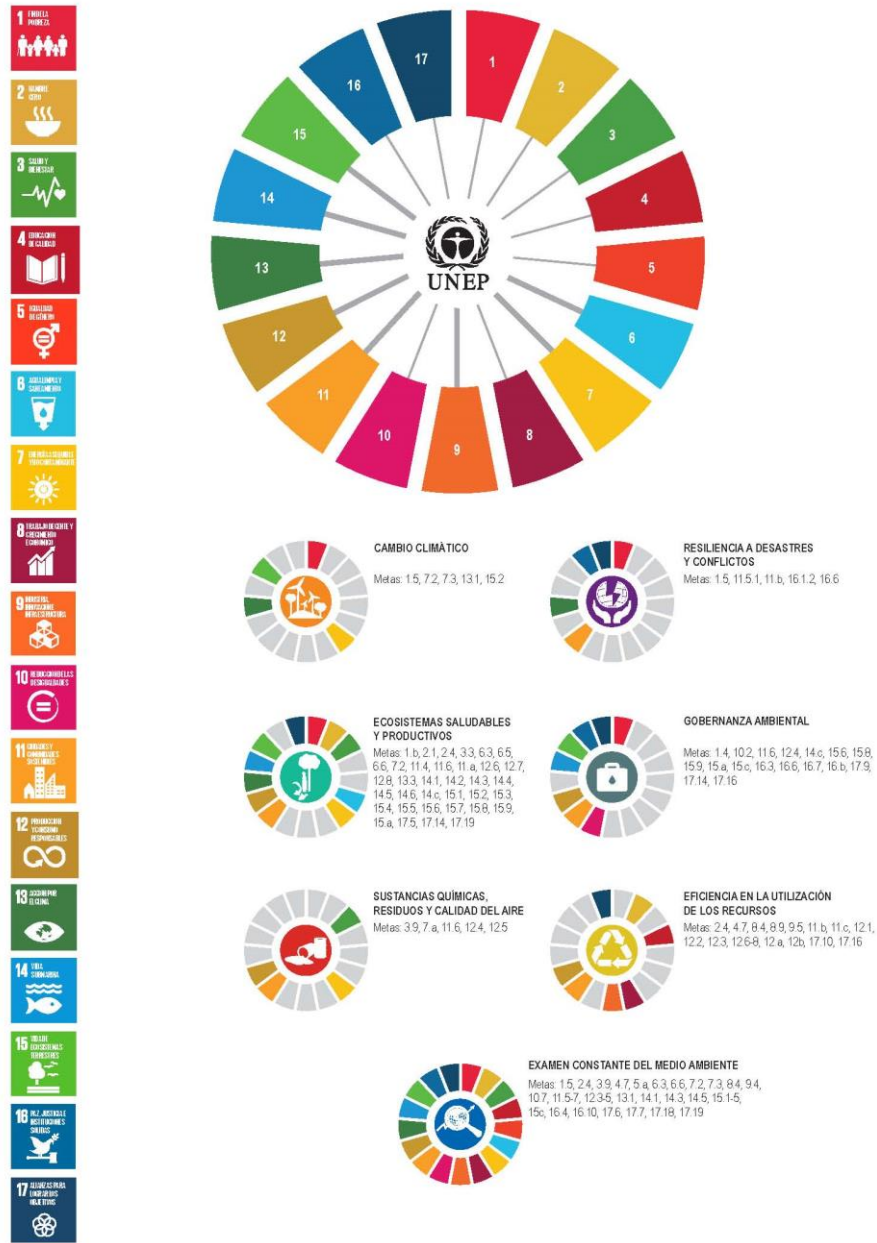 1 FIN DE LA
POBREZA
2 HAMBRE
CERO
3 SALUD Y
BIENESTAR
4 EDUCACIÓN
DE CALIDAD
5 IGUALDAD
DE GÉNERO
6 AGUA LIMPIA Y
SANEAMIENTO
7
8 TRABAJO DECENTE Y
CRECIMIENTO
ECONÓMICO
9 INDUSTRIA,
INNOVACIÓN E
INFRAESTRUCTURA
10 REDUCCIÓN DE LAS
DESIGUALDADES
11 CIUDADES Y
COMUNIDADES
SOSTENIBLES
12 PRODUCCIÓN
Y CONSUMO
RESPONSABLES
13 ACCIÓN POR
EL CLIMA
14 VIDA
SUBMARINA
15 VIDA DE
ECOSISTEMAS
TERRESTRES
16 PAZ, JUSTICIA E
INSTITUCIONES
SÓLIDAS
17 ALIANZAS PARA
LOGRAR LOS
OBJETIVOS
1
2
3
4
5
6
7
8
9
10
11
12
13
14
15
16
17
UNEP
CAMBIO CLIMÀTICO
Metas: 1.5, 7.2, 7.3, 13.1, 15.2
RESILIENCIA A DESASTRES
Y CONFLICTOS
Metas: 1.5, 11.5.1, 11.b, 16.1.2, 16.6
ECOSISTEMAS SALUDABLES
Y PRODUCTIVOS
Metas: 1.b, 2.1, 2.4, 3.3, 6.3, 6.5,
6.6, 7.2, 11.4, 11.6, 11.a, 12.6, 12.7,
12.8, 13.3, 14.1, 14.2, 14.3, 14.4,
14.5, 14.6, 14.c, 15.1, 15.2, 15.3,
15.4, 15.5, 15.6, 15.7, 15.8, 15.9,
15.a, 17.5, 17.14, 17.19
GOBERNANZA AMBIENTAL
Metas: 1.4, 10.2, 11.6, 12.4, 14.c, 15.6, 15.8,
15.9, 15.a, 15.c, 16.3, 16.6, 16.7, 16.b, 17.9,
17.14, 17.16
SUSTANCIAS QUÌMICAS,
RESIDUOS Y CALIDAD DEL AIRE
Metas: 3.9, 7.a, 11.6, 12.4, 12.5
EFICIENCIA EN LA UTILIZACIÓN
DE LOS RECURSOS
Metas: 2.4, 4.7, 8.4, 8.9, 9.5, 11.b, 11.c, 12.1,
12.2, 12.3, 12.6-8, 12.a, 12b, 17.10, 17.16
EXAMEN CONSTANTE DEL MEDIO AMBIENTE
Metas: 1.5, 2.4, 3.9, 4.7, 5.a, 6.3, 6.6, 7.2, 7.3, 8.4, 9.4,
10.7, 11.5-7, 12.3-5, 13.1, 14.1, 14.3, 14.5, 15.1-5,
15c, 16.4, 16.10, 17.6, 17.7, 17.18, 17.19